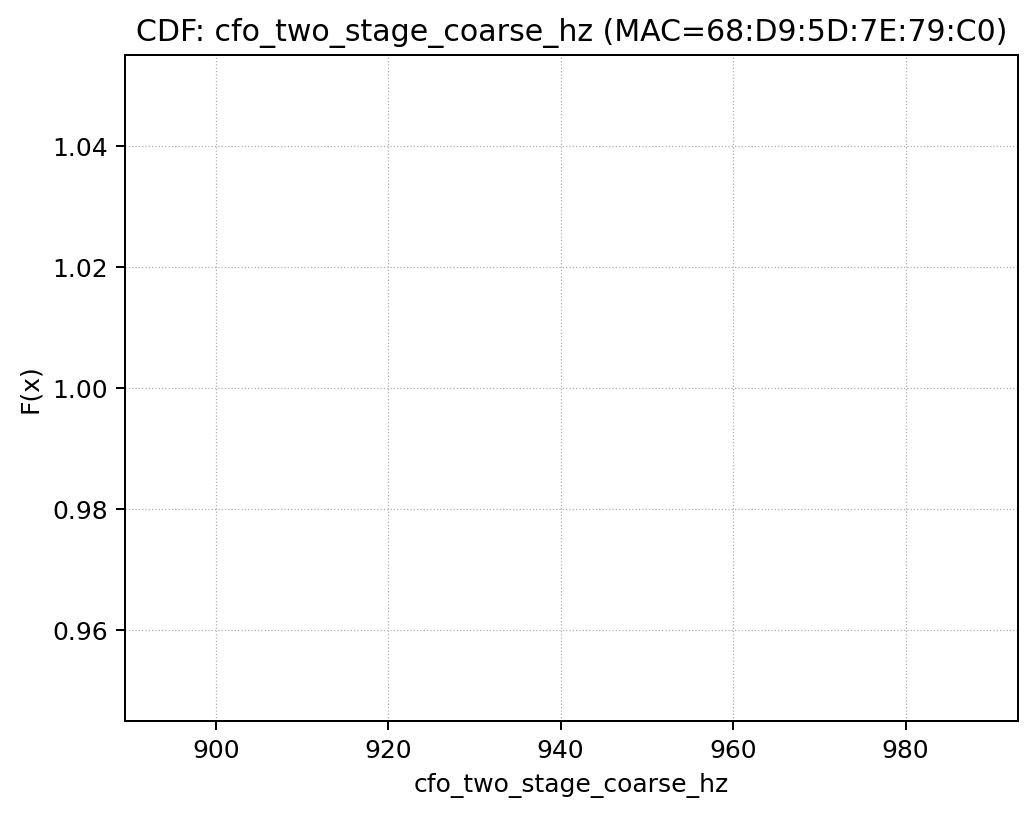 CDF: cfo_two_stage_coarse_hz (MAC=68:D9:5D:7E:79:C0)
1.04
1.02
1.00
0.98
0.96
F(x)
900 920 940 960 980
cfo_two_stage_coarse_hz